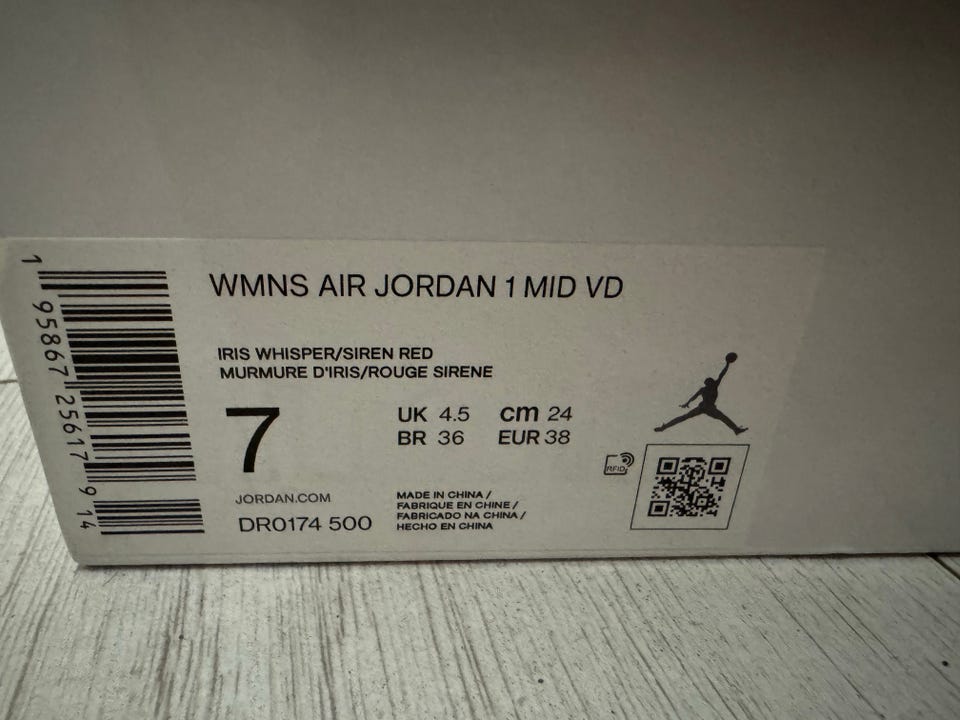 WMNS AIR JORDAN 1 MID VD
IRIS WHISPER/SIREN RED
MURMURE D'IRIS/ROUGE SIRENE
7
UK 4.5 cm 24
BR 36 EUR 38
RFID
JORDAN.COM
DR0174 500
MADE IN CHINA /
FABRIQUE EN CHINE /
FABRICADO NA CHINA /
HECHO EN CHINA
1 95867 25617 9 14